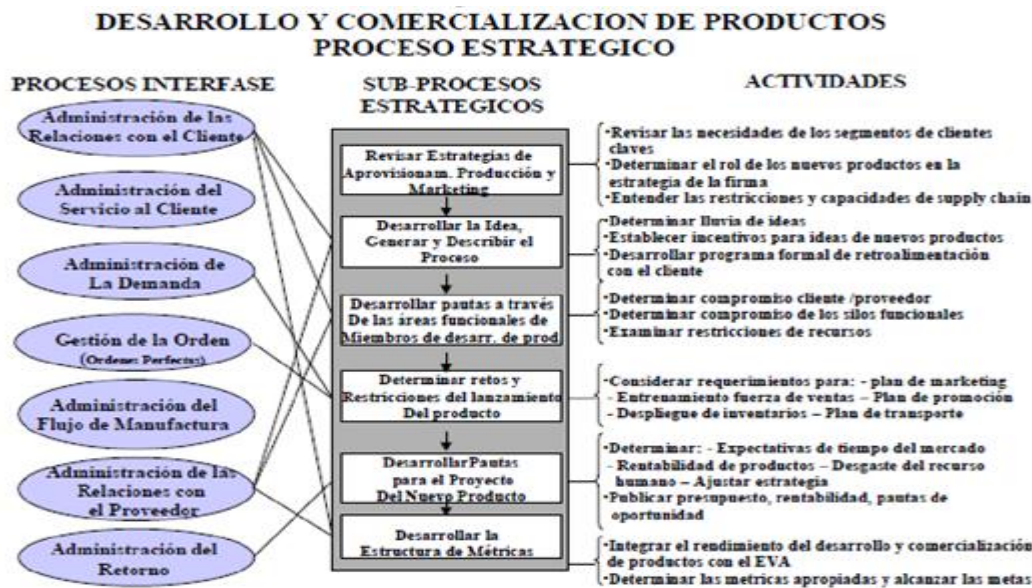 DESARROLLO Y COMERCIALIZACION DE PRODUCTOS
PROCESO ESTRATEGICO
PROCESOS INTERFASE
Administración de las
Relaciones con el Cliente
Administración del
Servicio al Cliente
Administración de
La Demanda
Gestión de la Orden
(Ordenes Perfectas)
Administración del
Flujo de Manufactura
Administración de las
Relaciones con
el Proveedor
Administración del
Retorno
SUB-PROCESOS
ESTRATEGICOS
Revisar Estrategias de
Aprovisionam. Producción y
Marketing
Desarrollar la Idea,
Generar y Describir el
Proceso
Desarrollar pautas a través
De las áreas funcionales de
Miembros de desarr. de prod
Determinar retos y
Restricciones del lanzamiento
Del producto
Desarrollar Pautas
para el Proyecto
Del Nuevo Producto
Desarrollar la
Estructura de Métricas
ACTIVIDADES
•Revisar las necesidades de los segmentos de clientes
claves
•Determinar el rol de los nuevos productos en la
estrategia de la firma
•Entender las restricciones y capacidades de supply chain
•Determinar lluvia de ideas
•Establecer incentivos para ideas de nuevos productos
•Desarrollar programa formal de retroalimentación
con el cliente
•Determinar compromiso cliente /proveedor
•Determinar compromiso de los silos funcionales
•Examinar restricciones de recursos
•Considerar requerimientos para: - plan de marketing
- Entrenamiento fuerza de ventas – Plan de promoción
- Despliegue de inventarios – Plan de transporte
•Determinar: - Expectativas de tiempo del mercado
- Rentabilidad de productos – Desgaste del recurso
humano – Ajustar estrategia
•Publicar presupuesto, rentabilidad, pautas de
oportunidad
•Integrar el rendimiento del desarrollo y comercialización
de productos con el EVA
•Determinar las metricas apropiadas y alcanzar las metas